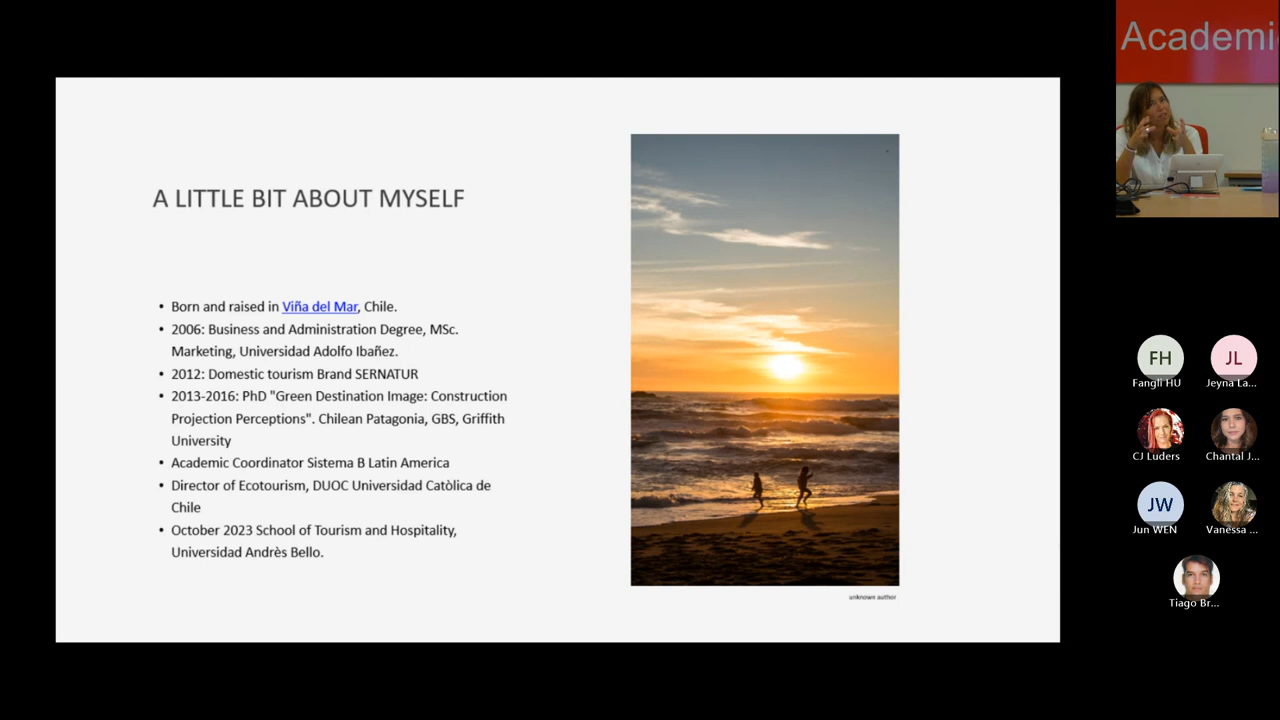 Academi
A LITTLE BIT ABOUT MYSELF
• Born and raised in Viña del Mar, Chile.
• 2006: Business and Administration Degree, MSc.
Marketing, Universidad Adolfo Ibañez.
• 2012: Domestic tourism Brand SERNATUR
• 2013-2016: PhD "Green Destination Image: Construction
Projection Perceptions". Chilean Patagonia, GBS, Griffith
University
• Academic Coordinator Sistema B Latin America
• Director of Ecotourism, DUOC Universidad Catòlica de
Chile
• October 2023 School of Tourism and Hospitality,
Universidad Andrès Bello.
unknown author
FH
Fangli HU
JL
Jeyna La...
CJ Luders
Chantal J...
JW
Jun WEN
Vanessa ...
Tiago Br...